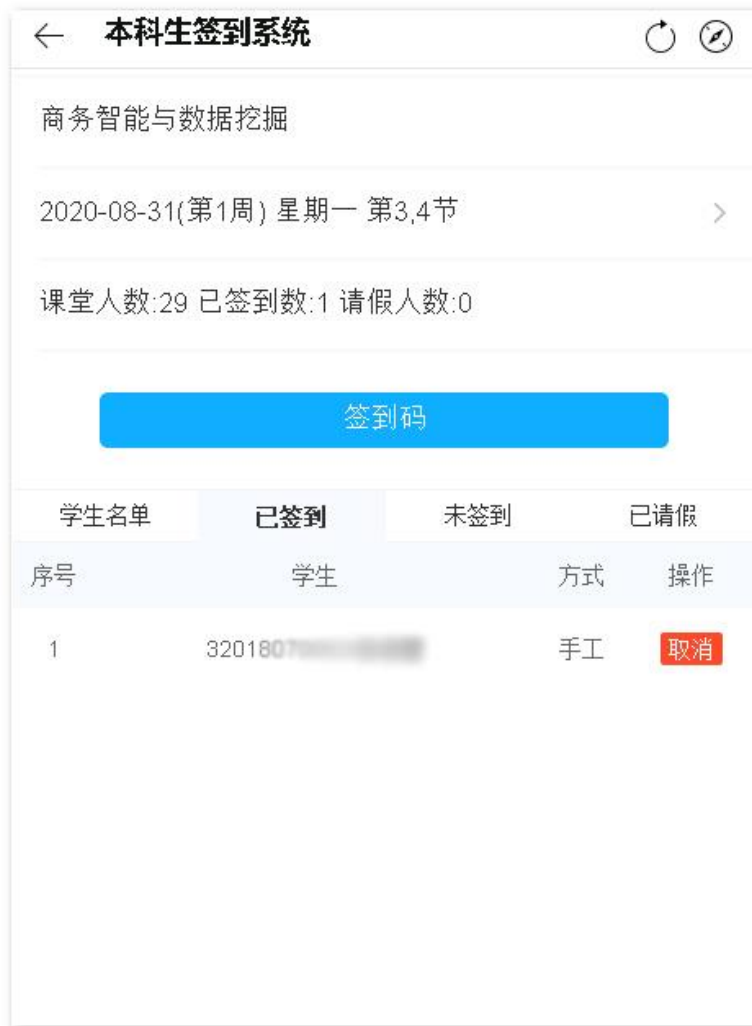 本科生签到系统
商务智能与数据挖掘
2020-08-31(第1周) 星期一 第3,4节
课堂人数:29 已签到数:1 请假人数:0
签到码
学生名单 已签到 未签到 已请假
序号 学生 方式 操作
1 3201807 手工 取消